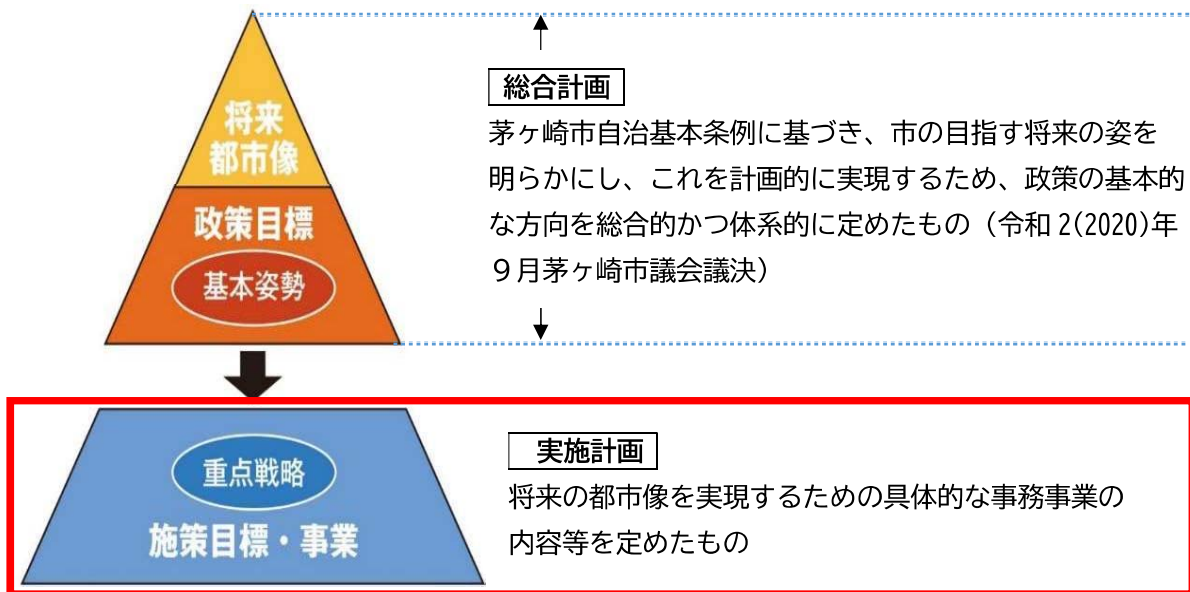 将来
都市像
政策目標
基本姿勢
総合計画
茅ヶ崎市自治基本条例に基づき、市の目指す将来の姿を
明らかにし、これを計画的に実現するため、政策の基本的
な方向を総合的かつ体系的に定めたもの（令和 2(2020)年
９月茅ヶ崎市議会議決）
重点戦略
施策目標・事業
実施計画
将来の都市像を実現するための具体的な事務事業の
内容等を定めたもの